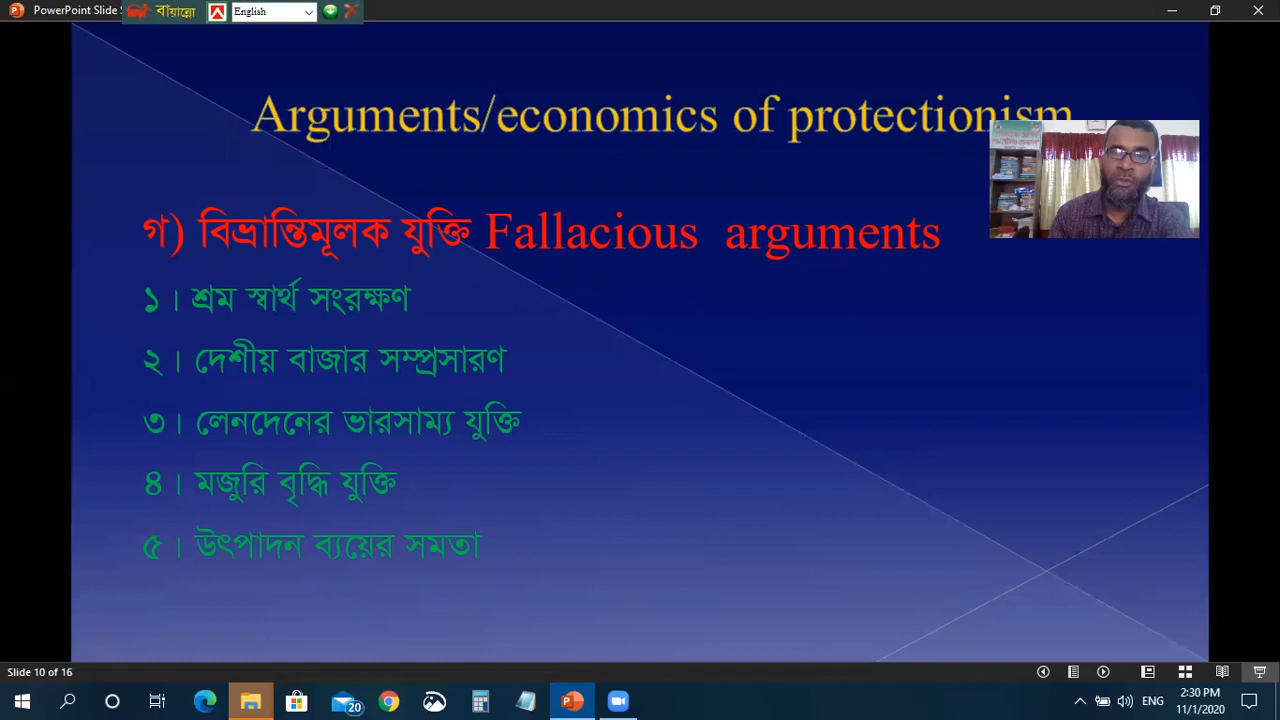 PowerPoint Slide S
বায়ান্নো
English
Arguments/economics of protectionism
গ) বিভ্রান্তিমূলক যুক্তি Fallacious arguments
১। শ্রম স্বার্থ সংরক্ষণ
২। দেশীয় বাজার সম্প্রসারণ
৩। লেনদেনের ভারসাম্য যুক্তি
৪। মজুরি বৃদ্ধি যুক্তি
৫। উৎপাদন ব্যয়ের সমতা
Slide 10 of 16
20
ENG
2:30 PM
11/1/2020